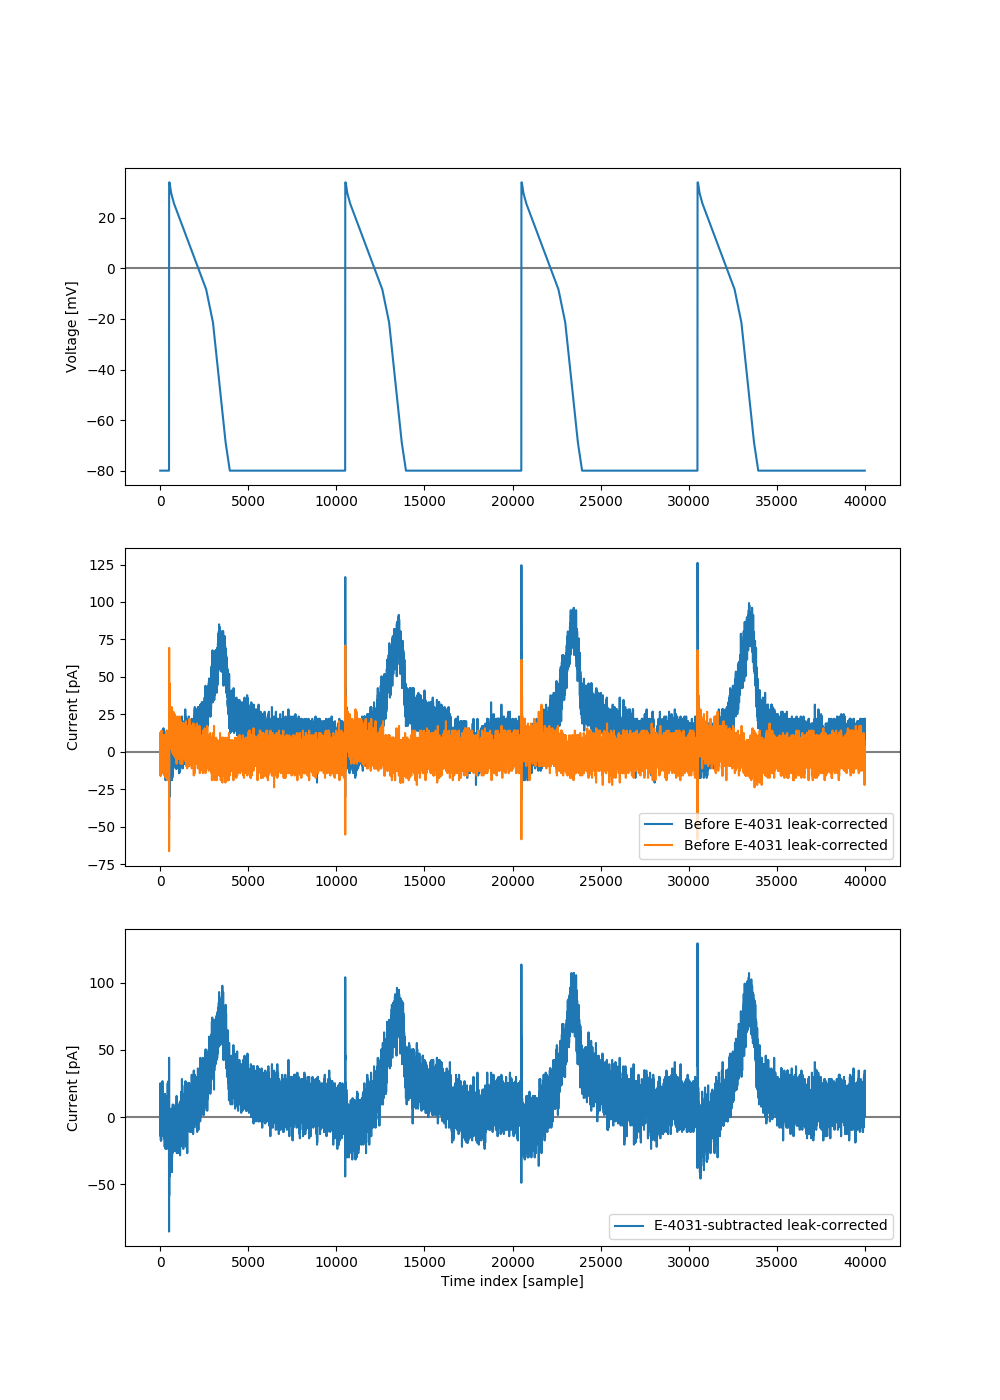 20
0
−20
−40
−60
−80
Voltage [mV]
0 5000 10000 15000 20000 25000 30000 35000 40000
125
100
75
50
25
0
−25
−50
−75
Current [pA]
Before E-4031 leak-corrected
Before E-4031 leak-corrected
0 5000 10000 15000 20000 25000 30000 35000 40000
100
50
0
−50
Current [pA]
E-4031-subtracted leak-corrected
0 5000 10000 15000 20000 25000 30000 35000 40000
Time index [sample]